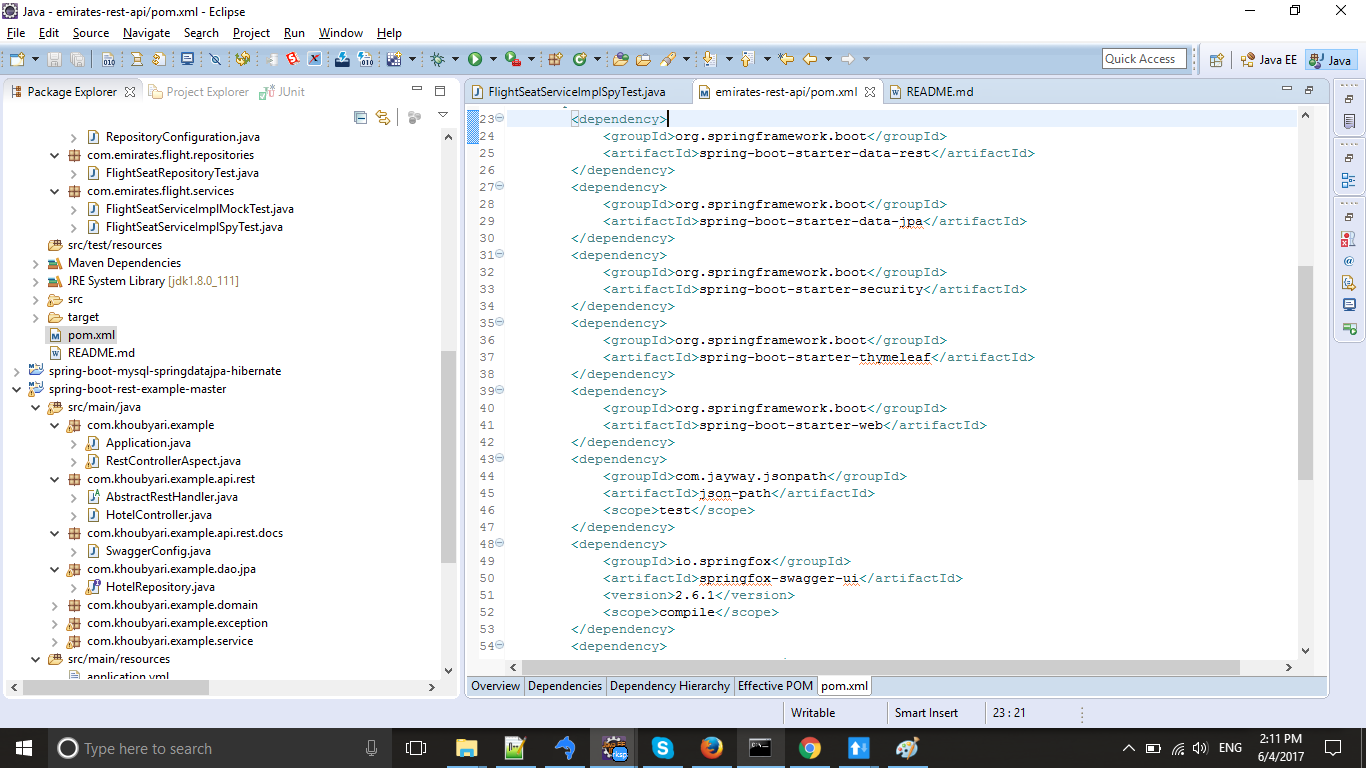 Java - emirates-rest-api/pom.xml - Eclipse
File Edit Source Navigate Search Project Run Window Help
Quick Access
Java EE
Java
Package Explorer
Project Explorer
JUnit
RepositoryConfiguration.java
com.emirates.flight.repositories
FlightSeatRepositoryTest.java
com.emirates.flight.services
FlightSeatServiceImplMockTest.java
FlightSeatServiceImplSpyTest.java
src/test/resources
Maven Dependencies
JRE System Library [jdk1.8.0_111]
src
target
pom.xml
README.md
spring-boot-mysql-springdatajpa-hibernate
spring-boot-rest-example-master
src/main/java
com.khoubyari.example
Application.java
RestControllerAspect.java
com.khoubyari.example.api.rest
AbstractRestHandler.java
HotelController.java
com.khoubyari.example.api.rest.docs
SwaggerConfig.java
com.khoubyari.example.dao.jpa
HotelRepository.java
com.khoubyari.example.domain
com.khoubyari.example.exception
com.khoubyari.example.service
src/main/resources
application.yml
FlightSeatServiceImplSpyTest.java
emirates-rest-api/pom.xml
README.md
23 <dependency>
24 <groupId>org.springframework.boot</groupId>
25 <artifactId>spring-boot-starter-data-rest</artifactId>
26 </dependency>
27 <dependency>
28 <groupId>org.springframework.boot</groupId>
29 <artifactId>spring-boot-starter-data-jpa</artifactId>
30 </dependency>
31 <dependency>
32 <groupId>org.springframework.boot</groupId>
33 <artifactId>spring-boot-starter-security</artifactId>
34 </dependency>
35 <dependency>
36 <groupId>org.springframework.boot</groupId>
37 <artifactId>spring-boot-starter-thymeleaf</artifactId>
38 </dependency>
39 <dependency>
40 <groupId>org.springframework.boot</groupId>
41 <artifactId>spring-boot-starter-web</artifactId>
42 </dependency>
43 <dependency>
44 <groupId>com.jayway.jsonpath</groupId>
45 <artifactId>json-path</artifactId>
46 <scope>test</scope>
47 </dependency>
48 <dependency>
49 <groupId>io.springfox</groupId>
50 <artifactId>springfox-swagger-ui</artifactId>
51 <version>2.6.1</version>
52 <scope>compile</scope>
53 </dependency>
54 <dependency>
Overview Dependencies Dependency Hierarchy Effective POM pom.xml
Writable Smart Insert 23 : 21
Type here to search
ENG
2:11 PM
6/4/2017